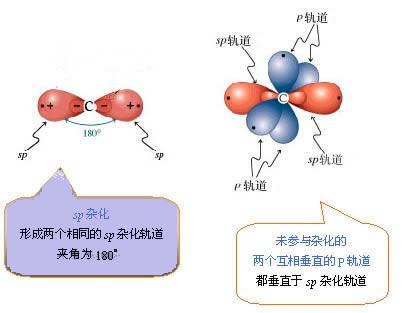 p 轨道
sp轨道
+ − C − +
180°
sp
sp
C
sp轨道
p 轨道
sp 杂化
形成两个相同的 sp 杂化轨道
夹角为 180°
未参与杂化的
两个互相垂直的 P 轨道
都垂直于 sp 杂化轨道